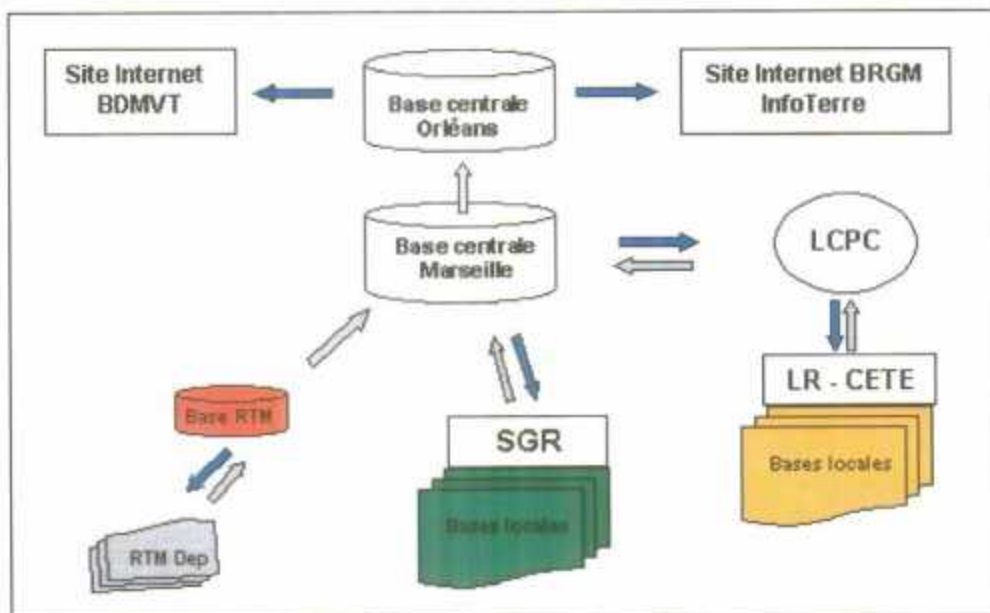 Site Internet
BDMVT
Base centrale
Orléans
Site Internet BRGM
InfoTerre
Base centrale
Marseille
LCPC
LR - CETE
Bases locales
Base RTM
SGR
Bases locales
RTM Dep